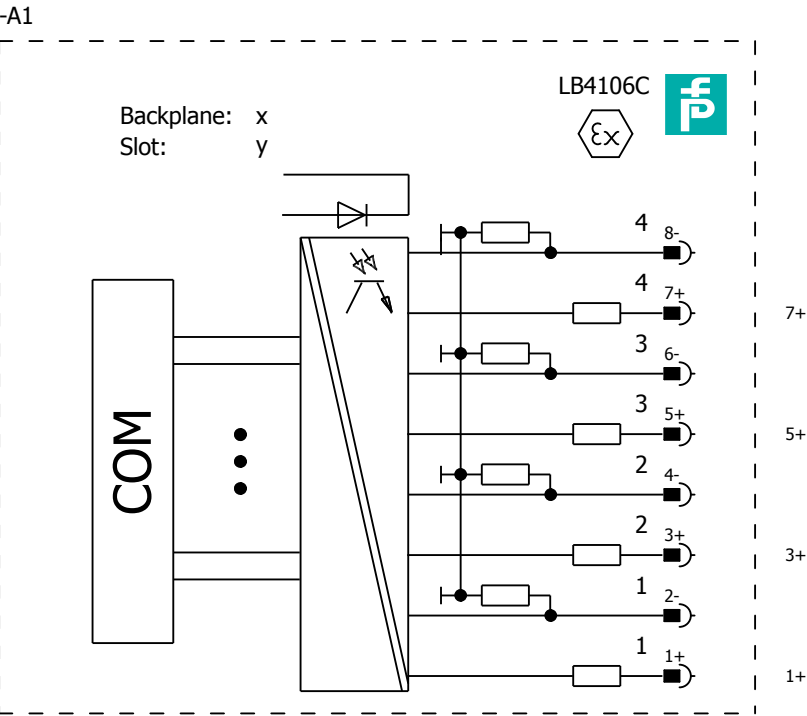 -A1
LB4106C
Backplane: x
Slot: y
Ex
4 8-
4 7+ 7+
3 6-
3 5+ 5+
2 4-
2 3+ 3+
1 2-
1 1+ 1+
COM